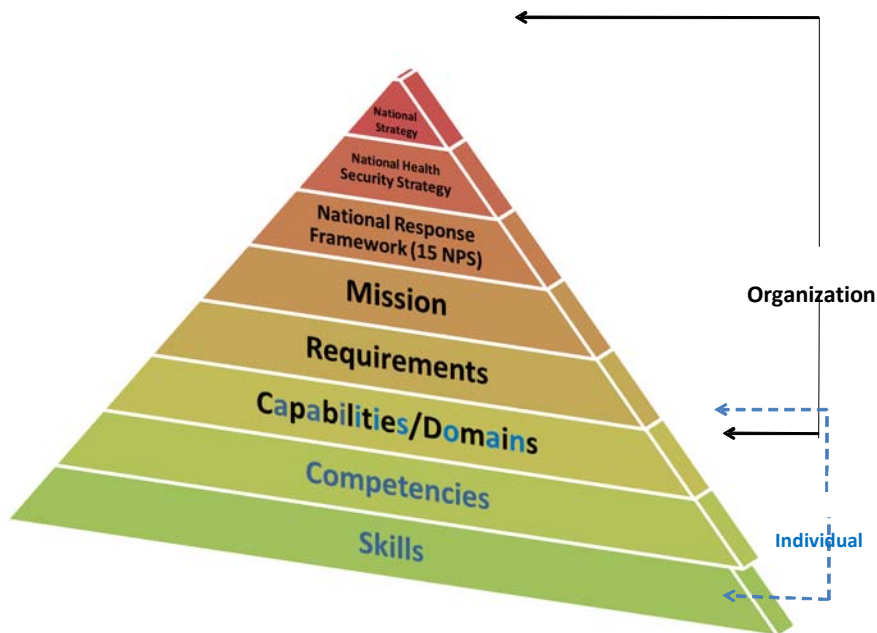 National
Strategy
National Health
Security Strategy
National Response
Framework (15 NPS)
Mission
Organization
Requirements
Capabilities/Domains
Competencies
Skills
Individual